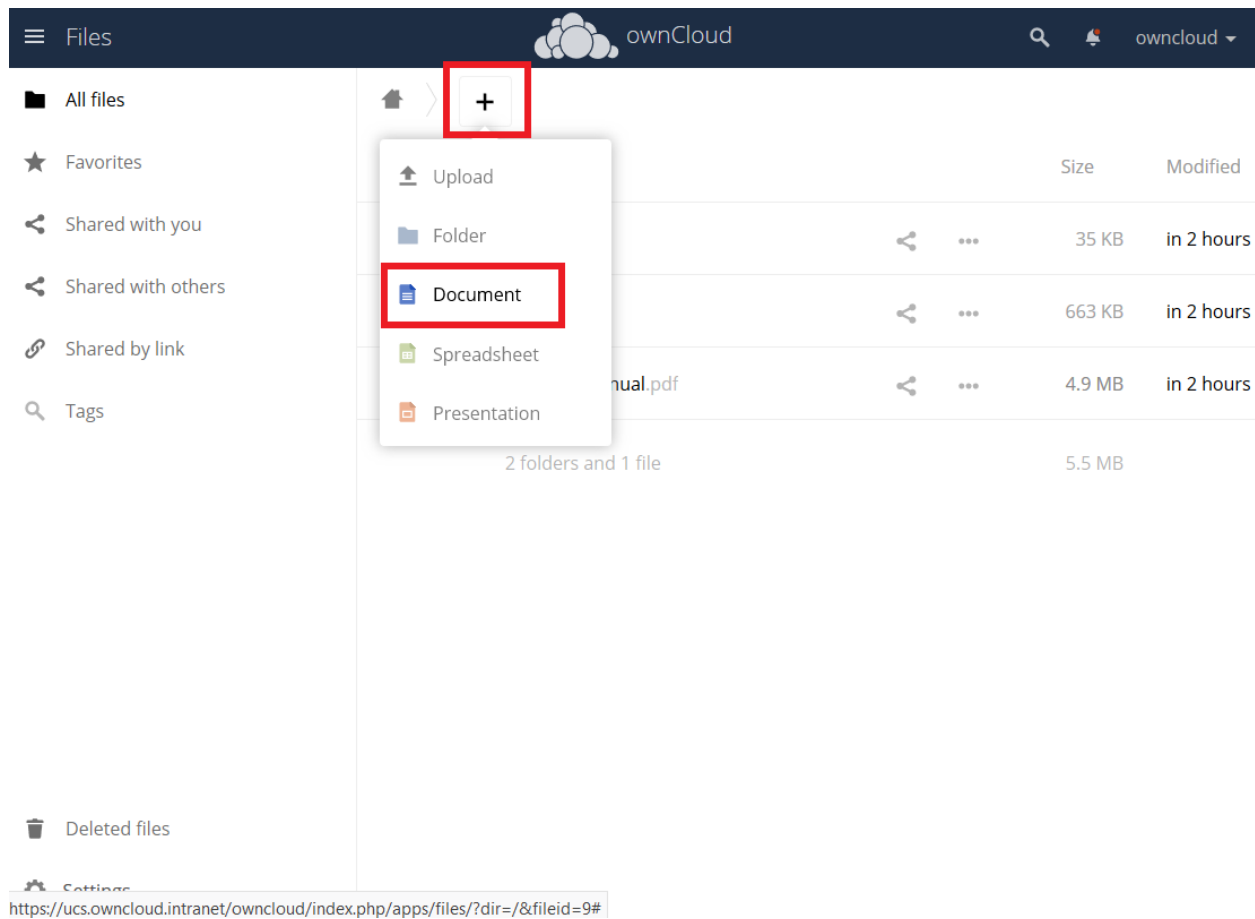 Files
ownCloud
owncloud
All files
+
Favorites
Shared with you
Shared with others
Shared by link
Tags
Upload
Folder
Document
Spreadsheet
Presentation
Size
Modified
35 KB
in 2 hours
663 KB
in 2 hours
nual.pdf
4.9 MB
in 2 hours
2 folders and 1 file
5.5 MB
Deleted files
Settings
https://ucs.owncloud.intranet/owncloud/index.php/apps/files/?dir=/&fileid=9#